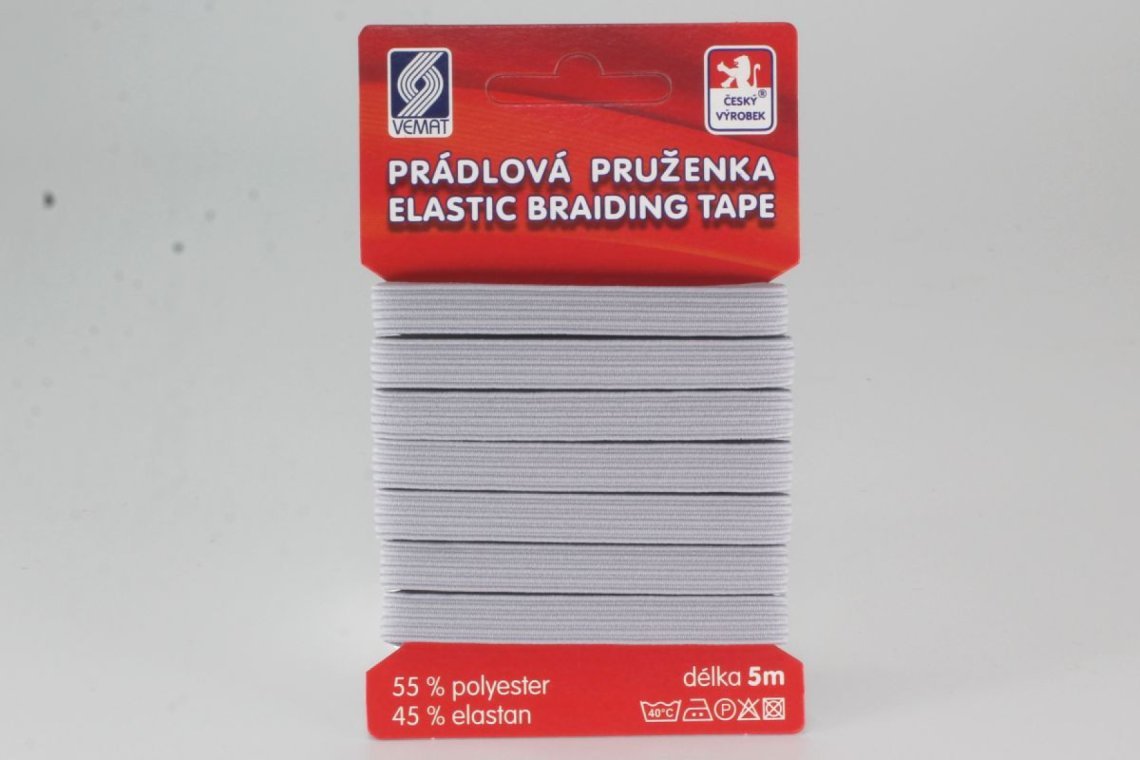 VEMAT
ČESKÝ®
VÝROBEK
PRÁDLOVÁ PRUŽENKA
ELASTIC BRAIDING TAPE
55 % polyester
45 % elastan
délka 5m
40°C
P